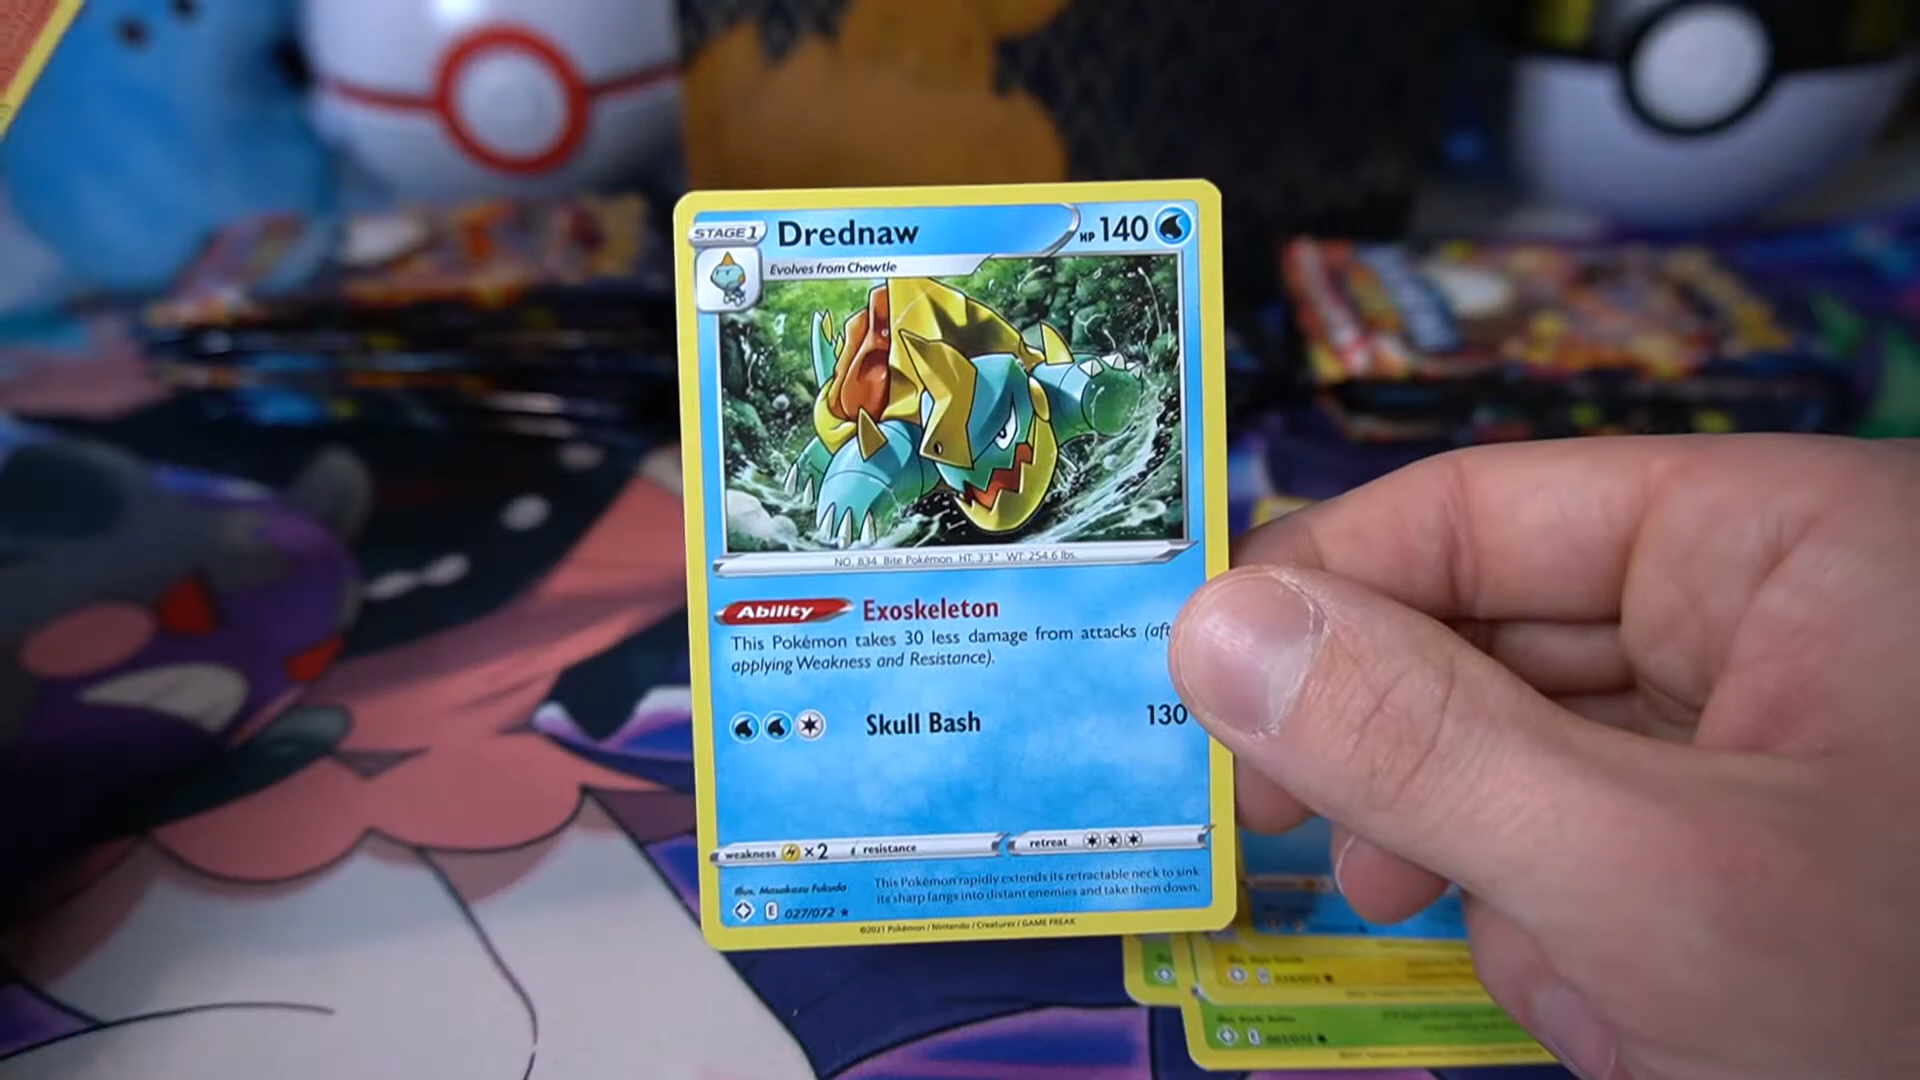 STAGE 1 Drednaw HP 140
Evolves from Chewtle
NO. 834 Bite Pokémon HT: 3'3" WT: 254.6 lbs.
Ability Exoskeleton
This Pokémon takes 30 less damage from attacks (aft
applying Weakness and Resistance).
Skull Bash 130
weakness ×2 resistance retreat
Illus. Masakazu Fukuda
This Pokémon rapidly extends its retractable neck to sink
its sharp fangs into distant enemies and take them down.
E 027/072
©2021 Pokémon / Nintendo / Creatures / GAME FREAK